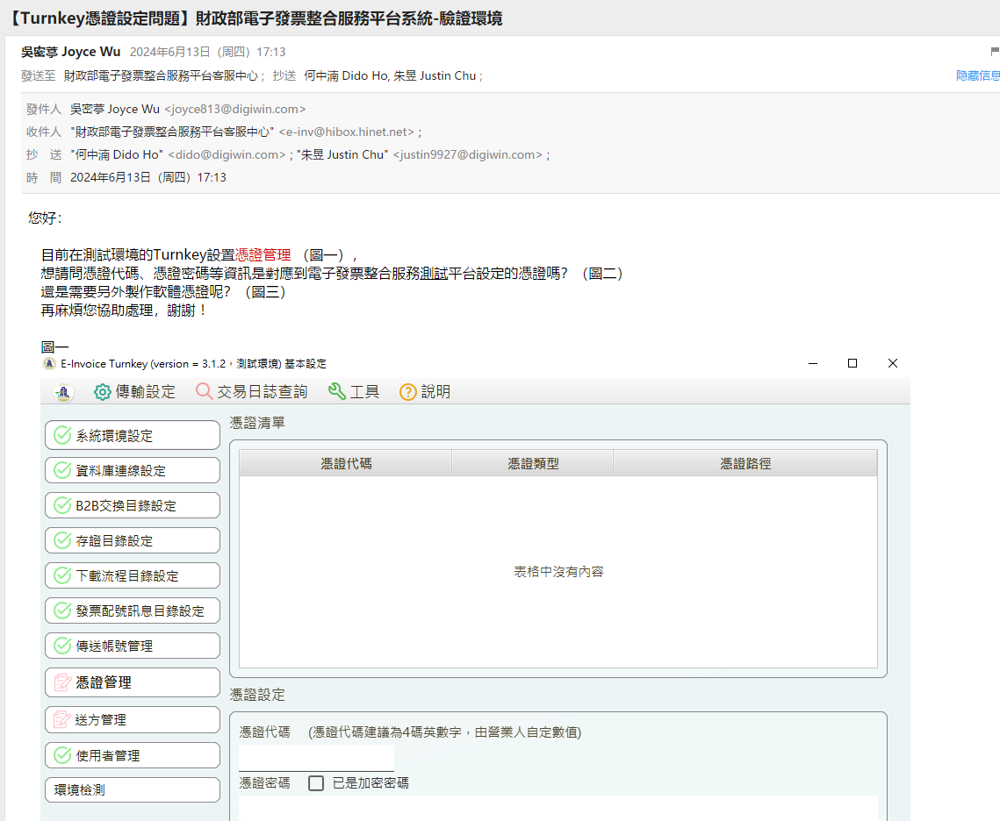 【Turnkey憑證設定問題】財政部電子發票整合服務平台系統-驗證環境
吳密葶 Joyce Wu 2024年6月13日（周四）17:13
發送至 財政部電子發票整合服務平台客服中心； 抄送 何中湳 Dido Ho, 朱昱 Justin Chu；
隐藏信息
發件人 吳密葶 Joyce Wu <joyce813@digiwin.com>
收件人 "財政部電子發票整合服務平台客服中心" <e-inv@hibox.hinet.net>；
抄 送 "何中湳 Dido Ho" <dido@digiwin.com>；"朱昱 Justin Chu" <justin9927@digiwin.com>；
時 間 2024年6月13日（周四）17:13
您好：
目前在測試環境的Turnkey設置憑證管理 （圖一），
想請問憑證代碼、憑證密碼等資訊是對應到電子發票整合服務測試平台設定的憑證嗎？（圖二）
還是需要另外製作軟體憑證呢？（圖三）
再麻煩您協助處理，謝謝！
圖一
E-Invoice Turnkey (version = 3.1.2，測試環境) 基本設定
傳輸設定 交易日誌查詢 工具 說明
系統環境設定
資料庫連線設定
B2B交換目錄設定
存證目錄設定
下載流程目錄設定
發票配號訊息目錄設定
傳送帳號管理
憑證管理
送方管理
使用者管理
環境檢測
憑證清單
憑證代碼 憑證類型 憑證路徑
表格中沒有內容
憑證設定
憑證代碼 (憑證代碼建議為4碼英數字，由營業人自定數值)
憑證密碼 已是加密密碼